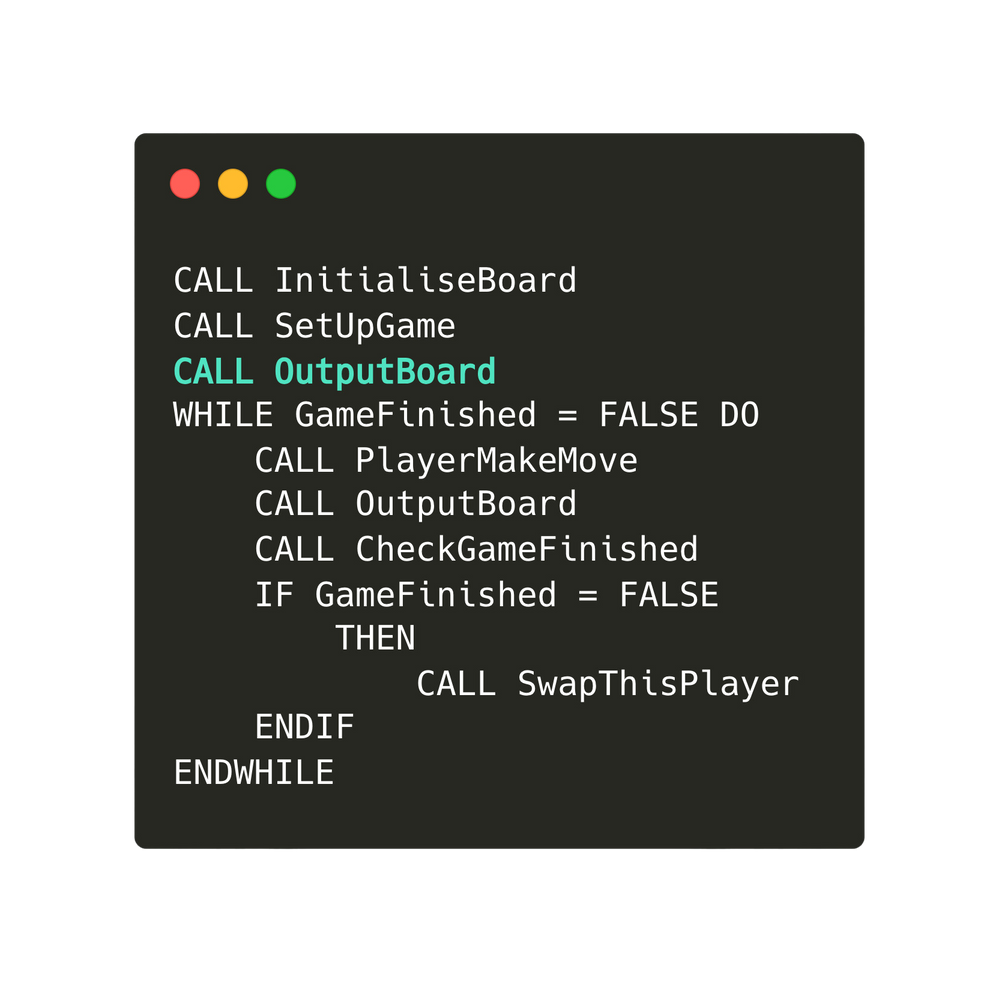 CALL InitialiseBoard
CALL SetUpGame
CALL OutputBoard
WHILE GameFinished = FALSE DO
    CALL PlayerMakeMove
    CALL OutputBoard
    CALL CheckGameFinished
    IF GameFinished = FALSE
        THEN
            CALL SwapThisPlayer
    ENDIF
ENDWHILE